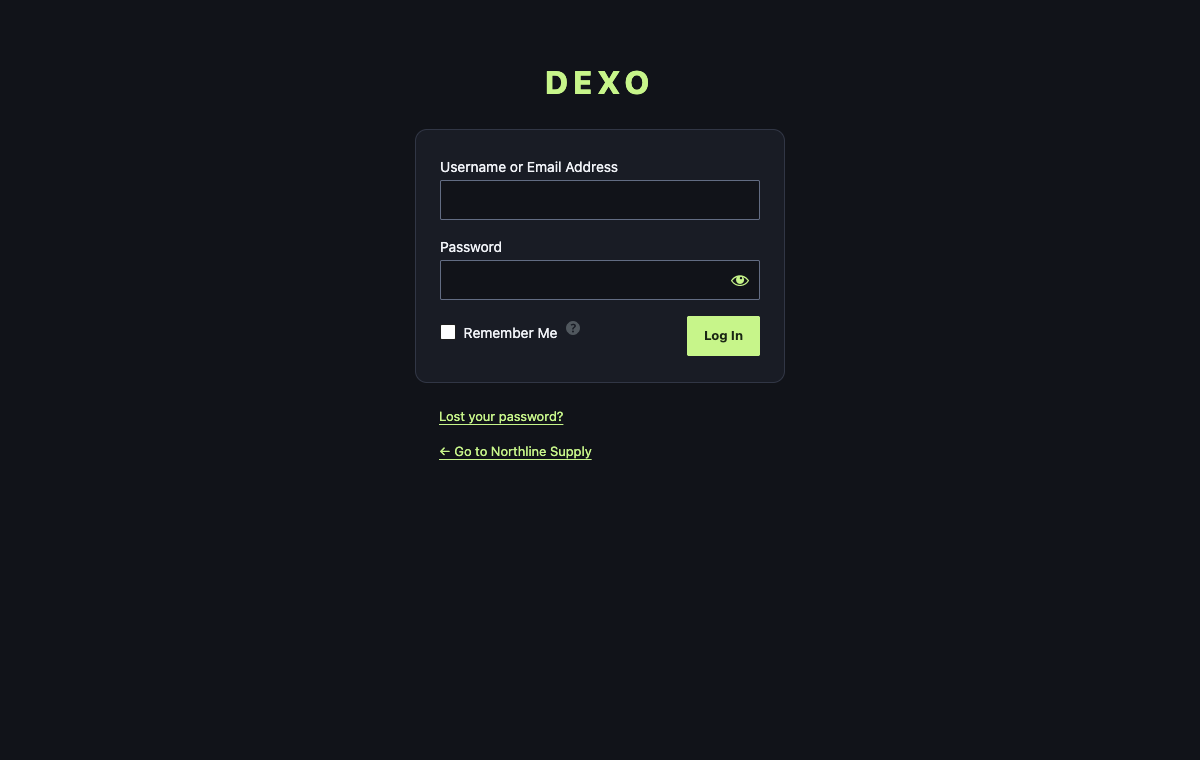 DEXO
Username or Email Address
Password
Remember Me ?
Log In
Lost your password?
← Go to Northline Supply